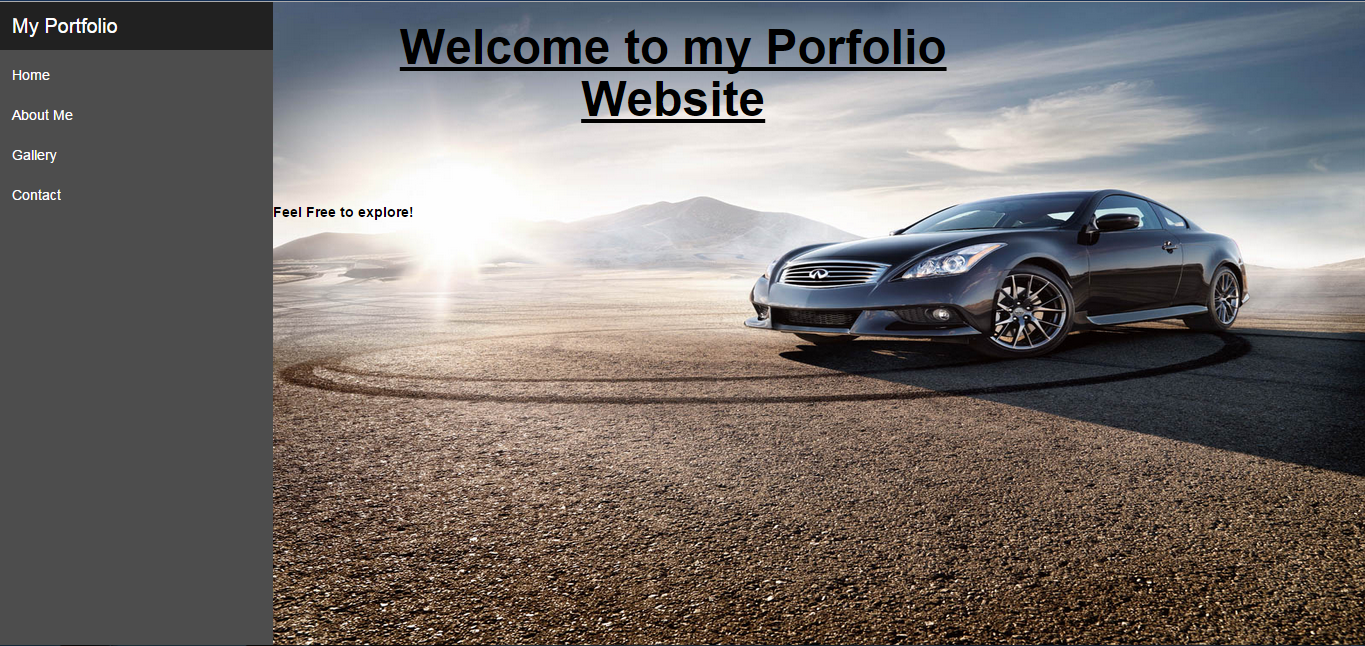 My Portfolio
Home
About Me
Gallery
Contact
Welcome to my Porfolio
Website
Feel Free to explore!